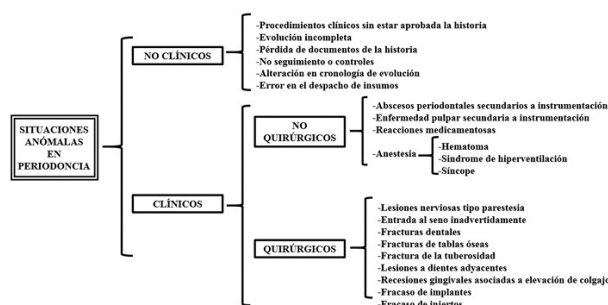 SITUACIONES
ANÓMALAS
EN
PERIODONCIA
NO CLÍNICOS
-Procedimientos clínicos sin estar aprobada la historia
-Evolución incompleta
-Pérdida de documentos de la historia
-No seguimiento o controles
-Alteración en cronología de evolución
-Error en el despacho de insumos
CLÍNICOS
NO
QUIRÚRGICOS
-Abscesos periodontales secundarios a instrumentación
-Enfermedad pulpar secundaria a instrumentación
-Reacciones medicamentosas
-Anestesia
-Hematoma
-Síndrome de hiperventilación
-Síncope
QUIRÚRGICOS
-Lesiones nerviosas tipo parestesia
-Entrada al seno inadvertidamente
-Fracturas dentales
-Fracturas de tablas óseas
-Fractura de la tuberosidad
-Lesiones a dientes adyacentes
-Recesiones gingivales asociadas a elevación de colgajo
-Fracaso de implantes
-Fracaso de injertos